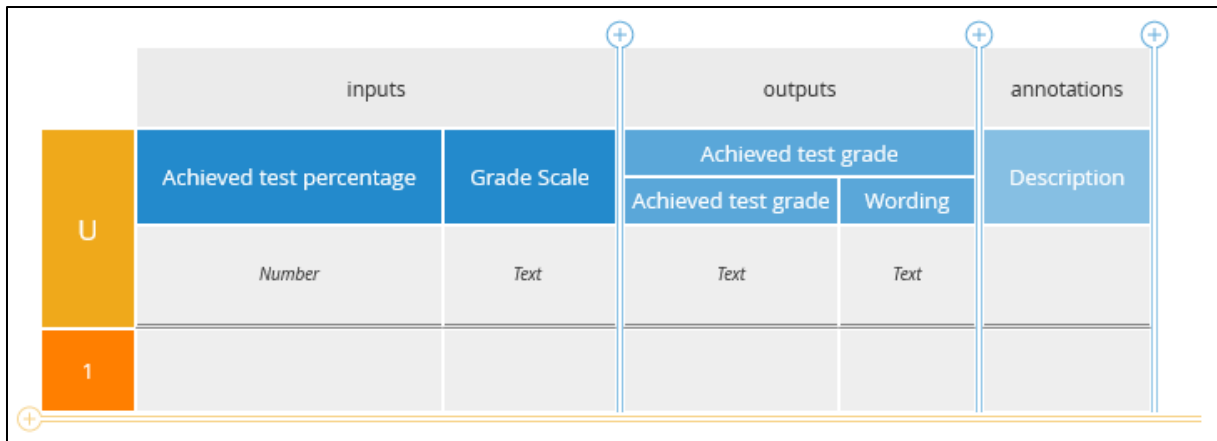 inputs outputs annotations
Achieved test percentage Grade Scale Achieved test grade Description
Achieved test grade Wording
U
Number Text Text Text
1